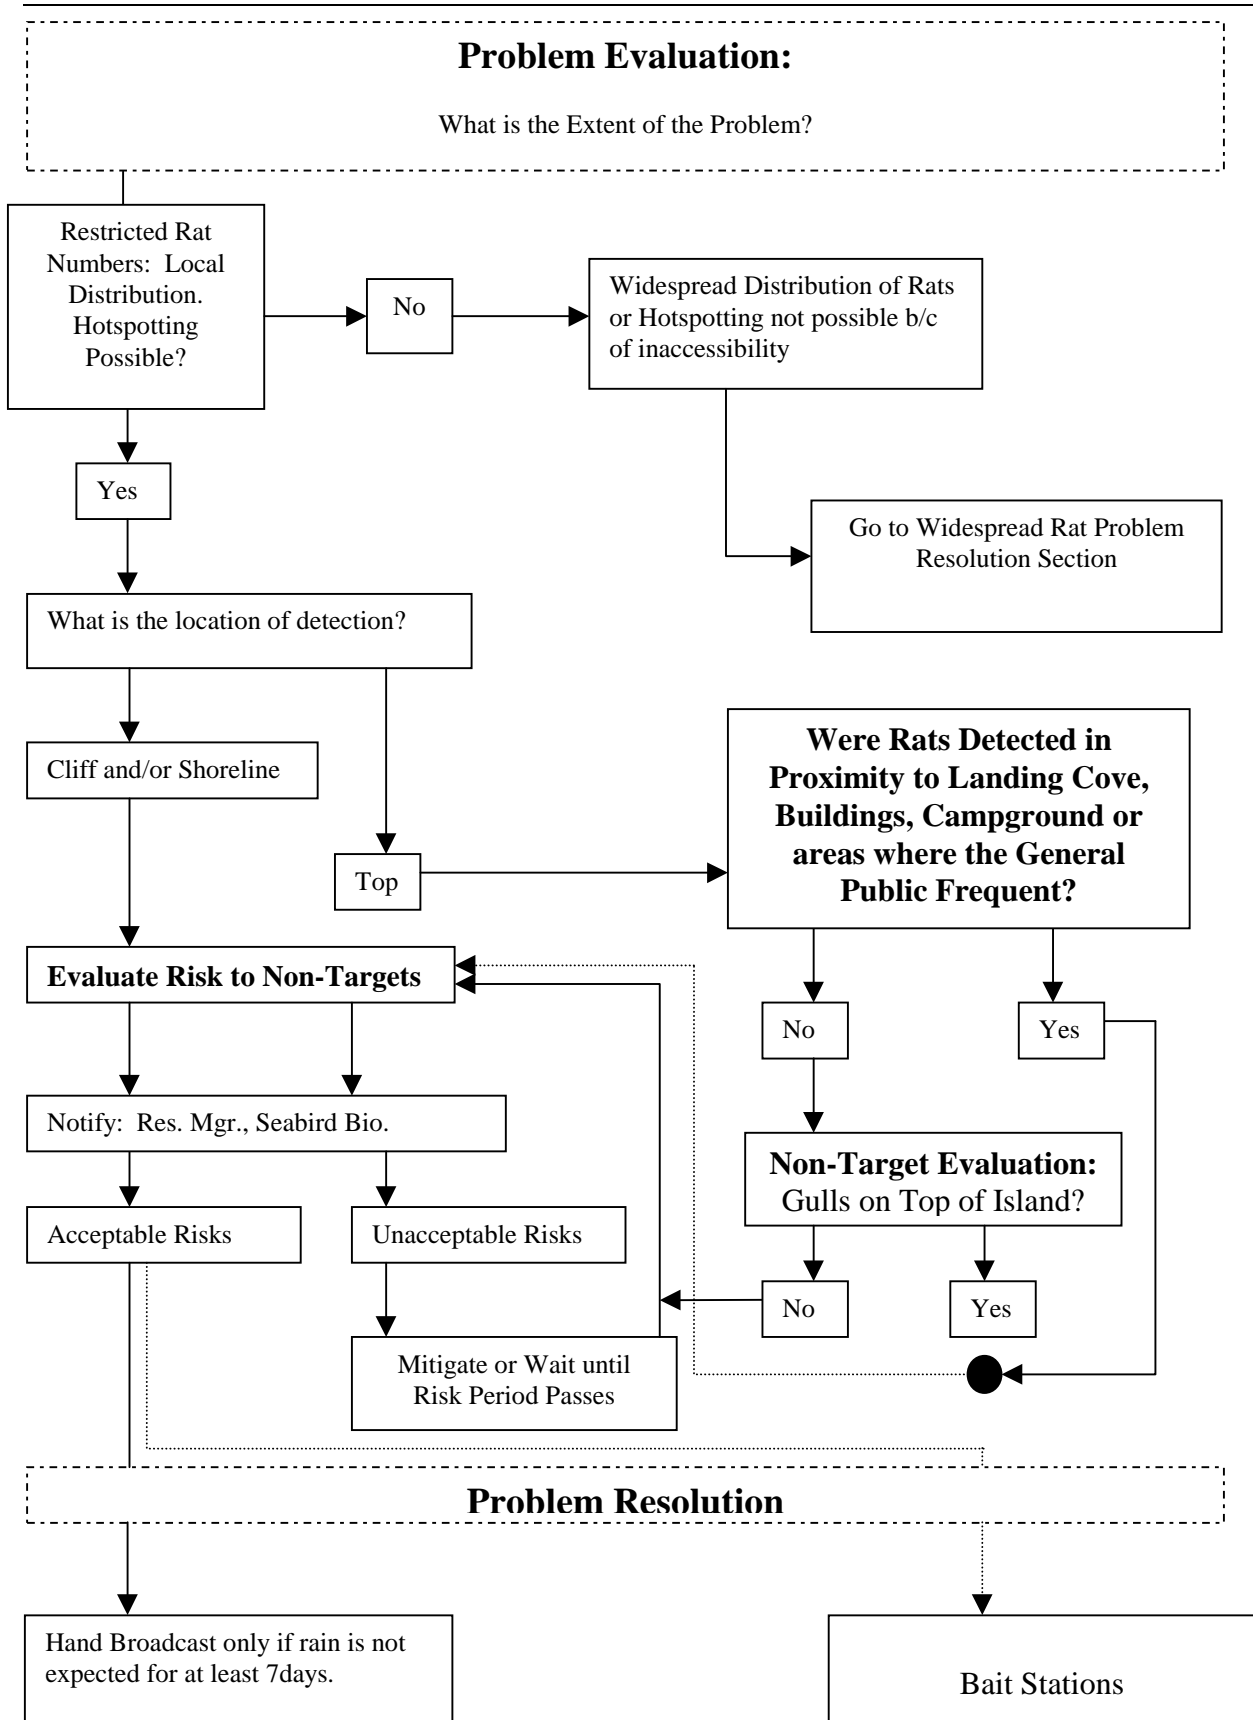 Problem Evaluation:
What is the Extent of the Problem?
Restricted Rat
Numbers: Local
Distribution.
Hotspotting
Possible?
No
Widespread Distribution of Rats
or Hotspotting not possible b/c
of inaccessibility
Yes
Go to Widespread Rat Problem
Resolution Section
What is the location of detection?
Cliff and/or Shoreline
Top
Were Rats Detected in
Proximity to Landing Cove,
Buildings, Campground or
areas where the General
Public Frequent?
Evaluate Risk to Non-Targets
No
Yes
Notify: Res. Mgr., Seabird Bio.
Non-Target Evaluation:
Gulls on Top of Island?
Acceptable Risks
Unacceptable Risks
No
Yes
Mitigate or Wait until
Risk Period Passes
Problem Resolution
Hand Broadcast only if rain is not
expected for at least 7days.
Bait Stations